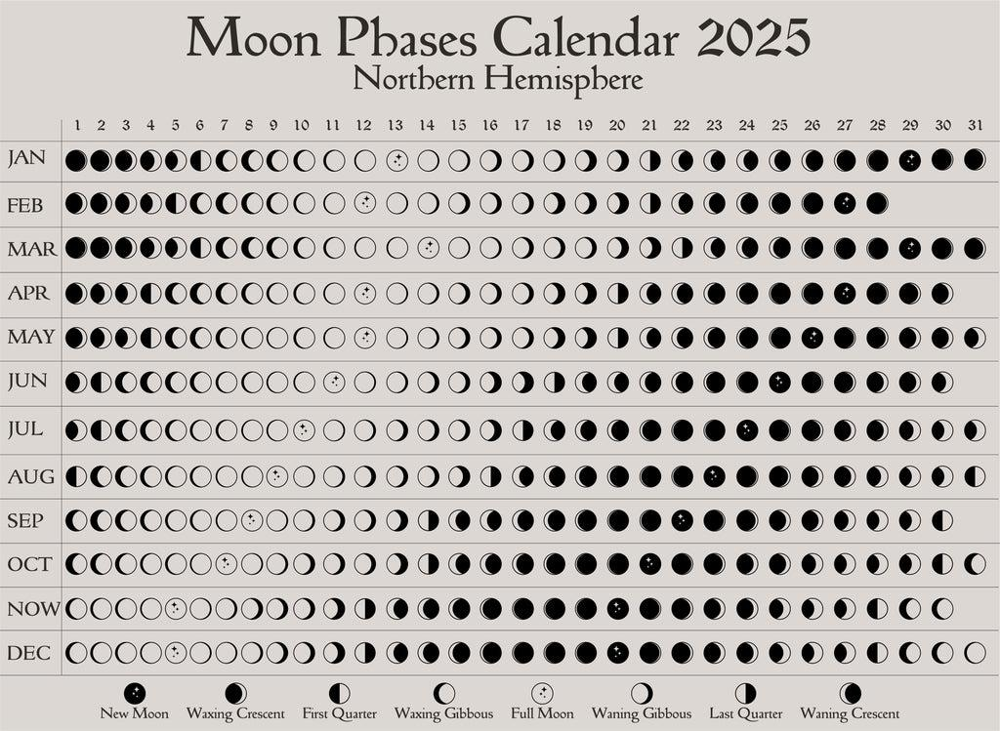 Moon Phases Calendar 2025
Northern Hemisphere
1 2 3 4 5 6 7 8 9 10 11 12 13 14 15 16 17 18 19 20 21 22 23 24 25 26 27 28 29 30 31
JAN
FEB
MAR
APR
MAY
JUN
JUL
AUG
SEP
OCT
NOW
DEC
New Moon Waxing Crescent First Quarter Waxing Gibbous Full Moon Waning Gibbous Last Quarter Waning Crescent